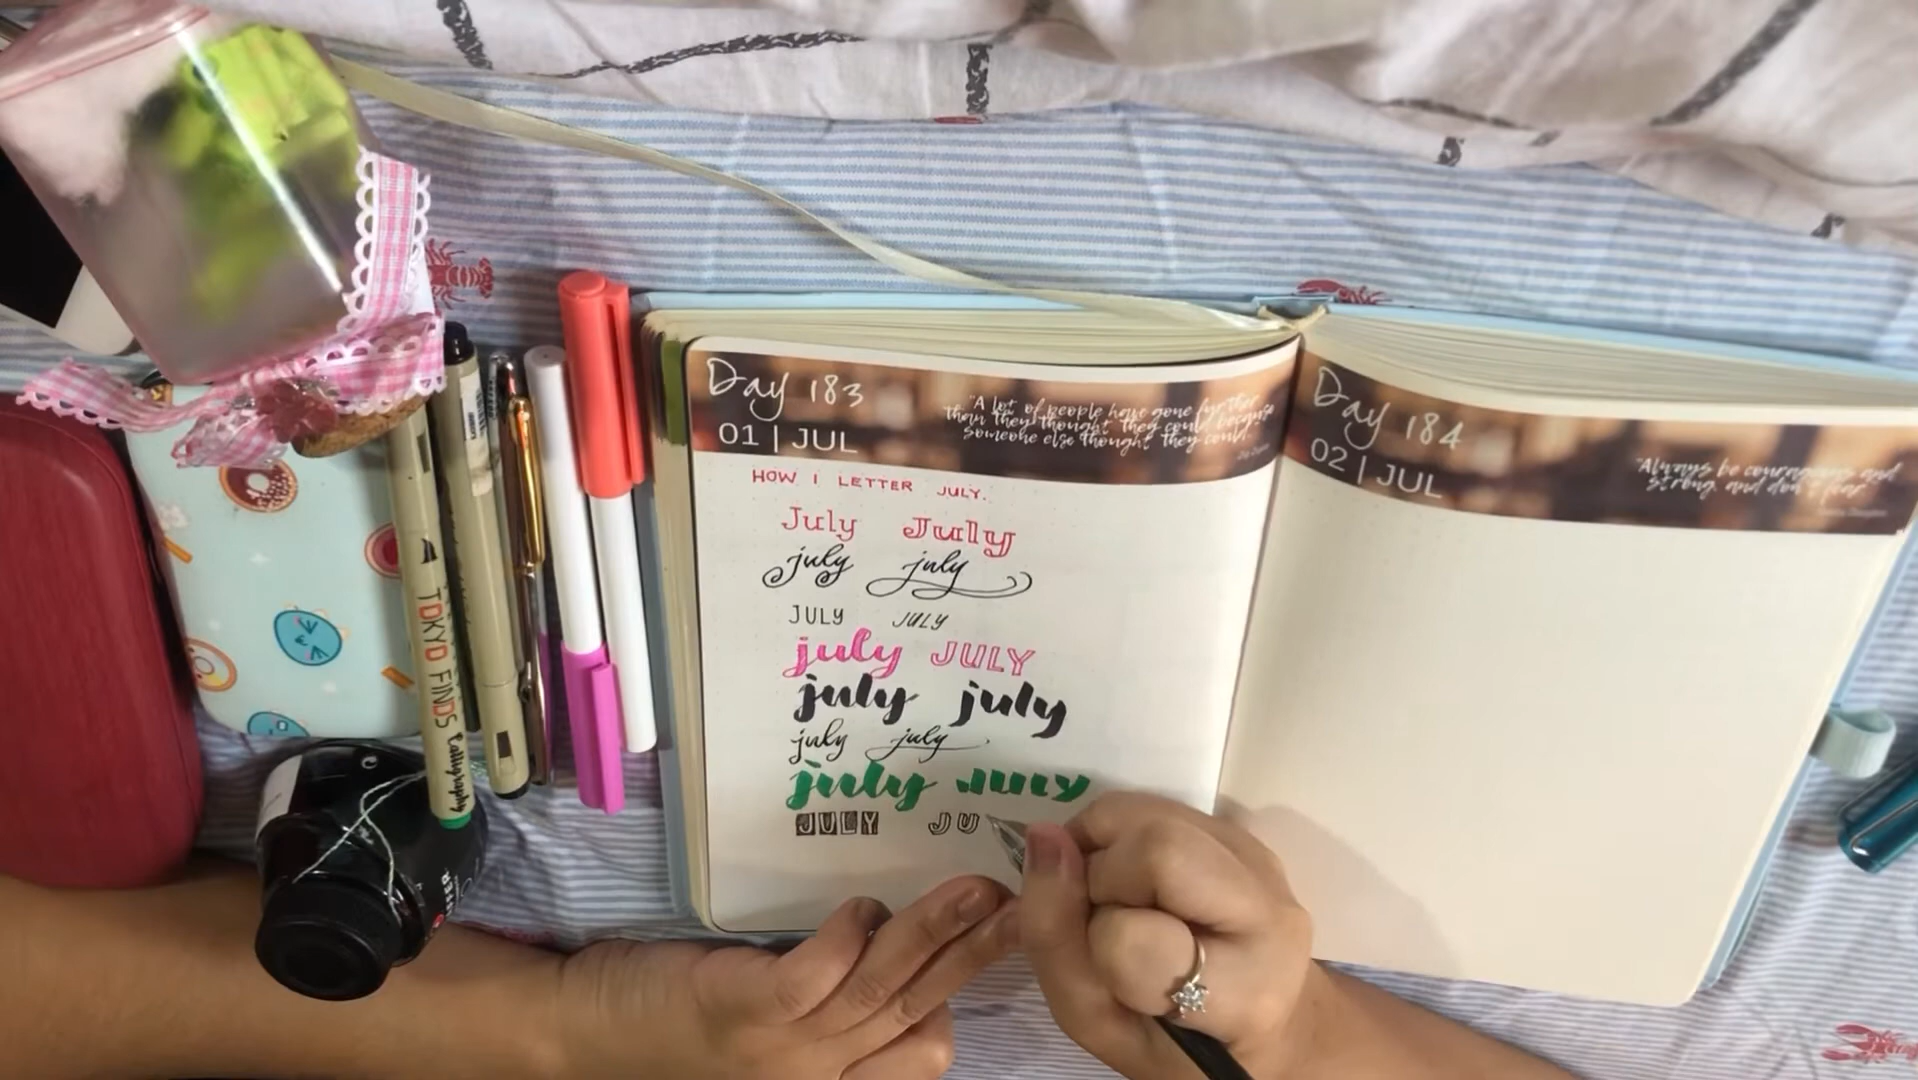 Day 183
01 | JUL
"A lot of people have gone further
than they thought they could because
someone else thought they could."
HOW I LETTER JULY.
July July
july july
JULY JULY
july JULY
july july
july july
july JULY
JULY JU
Day 184
02 | JUL
"Always be courageous and
strong, and don't fear"
TOKYO FINDS Calligraphy